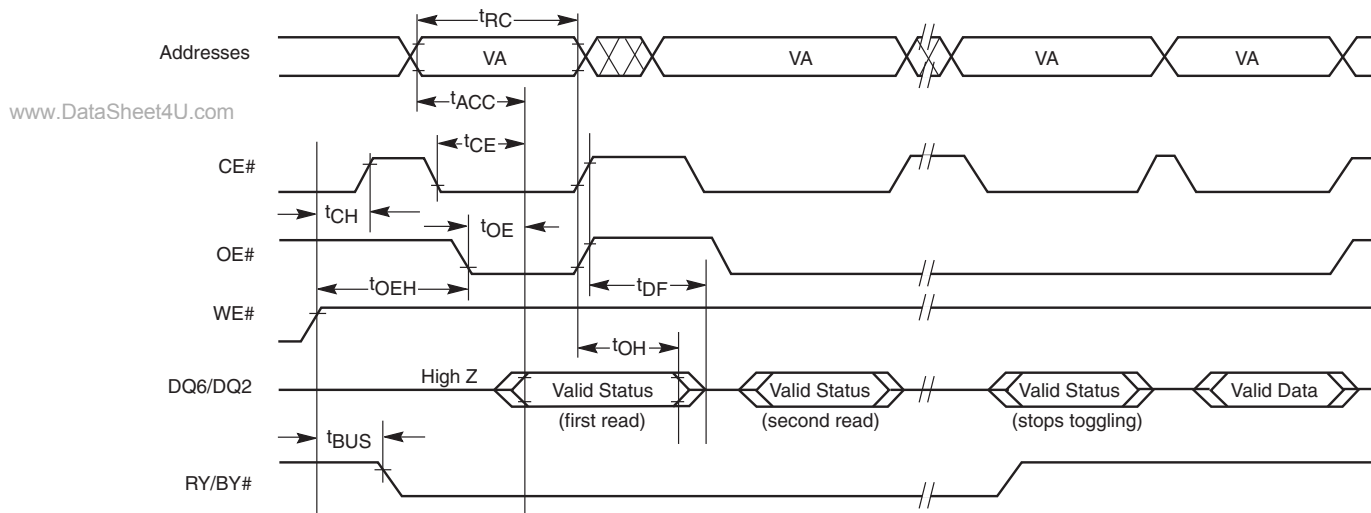 tRC
Addresses
VA
VA
VA
VA
www.DataSheet4U.com
tACC
tCE
CE#
tCH
tOE
OE#
tOEH
tDF
WE#
tOH
High Z
DQ6/DQ2
Valid Status
Valid Status
Valid Status
Valid Data
(first read)
(second read)
(stops toggling)
tBUS
RY/BY#